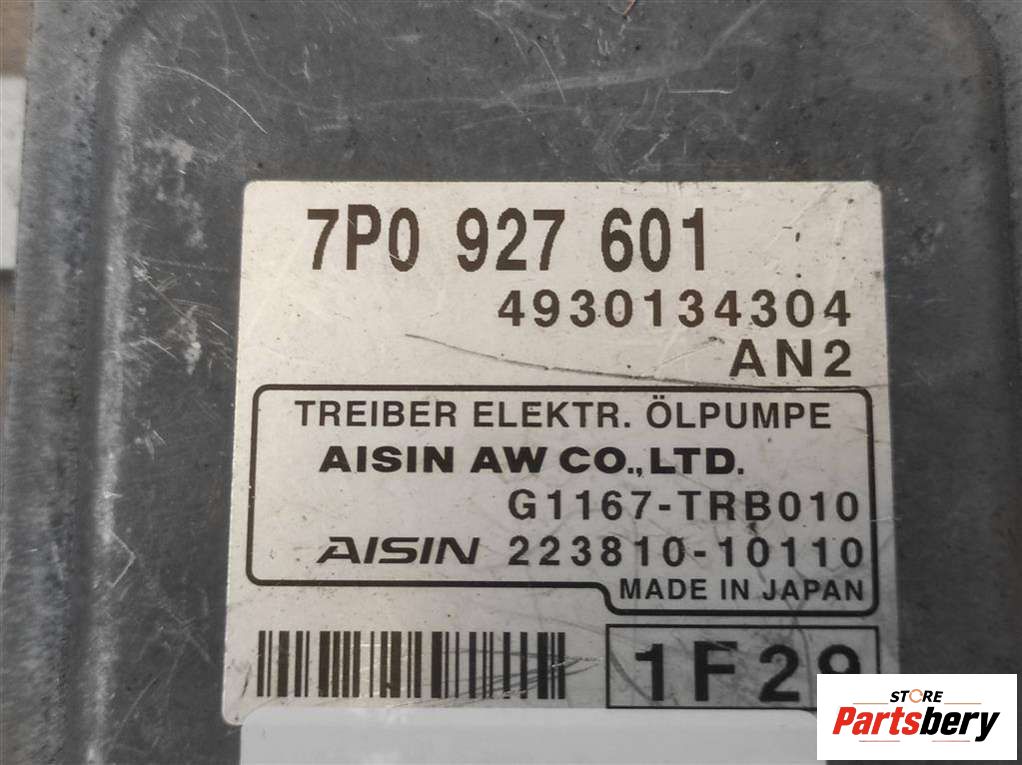 7P0 927 601
4930134304
AN2
TREIBER ELEKTR. ÖLPUMPE
AISIN AW CO.,LTD.
G1167-TRB010
AISIN 223810-10110
MADE IN JAPAN
1F29
STORE
Partsbery